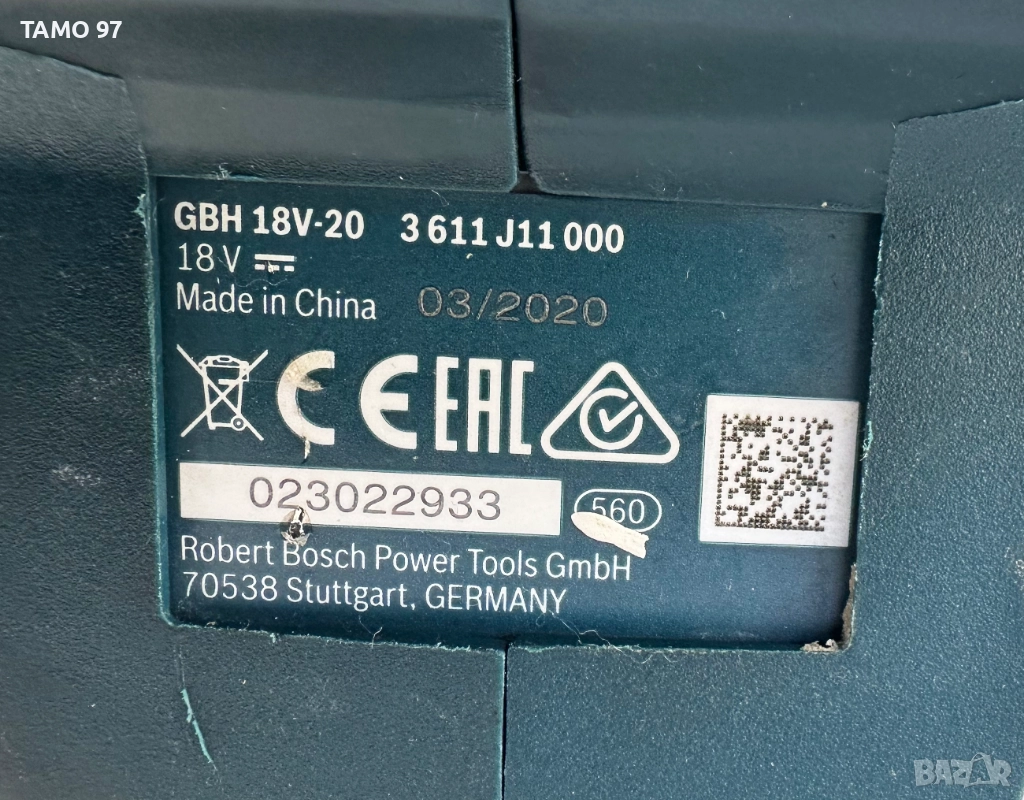 TAMO 97
GBH 18V-20 3 611 J11 000
18 V
Made in China 03/2020
CE CE EAC
023022933 560
Robert Bosch Power Tools GmbH
70538 Stuttgart, GERMANY
BAZAR